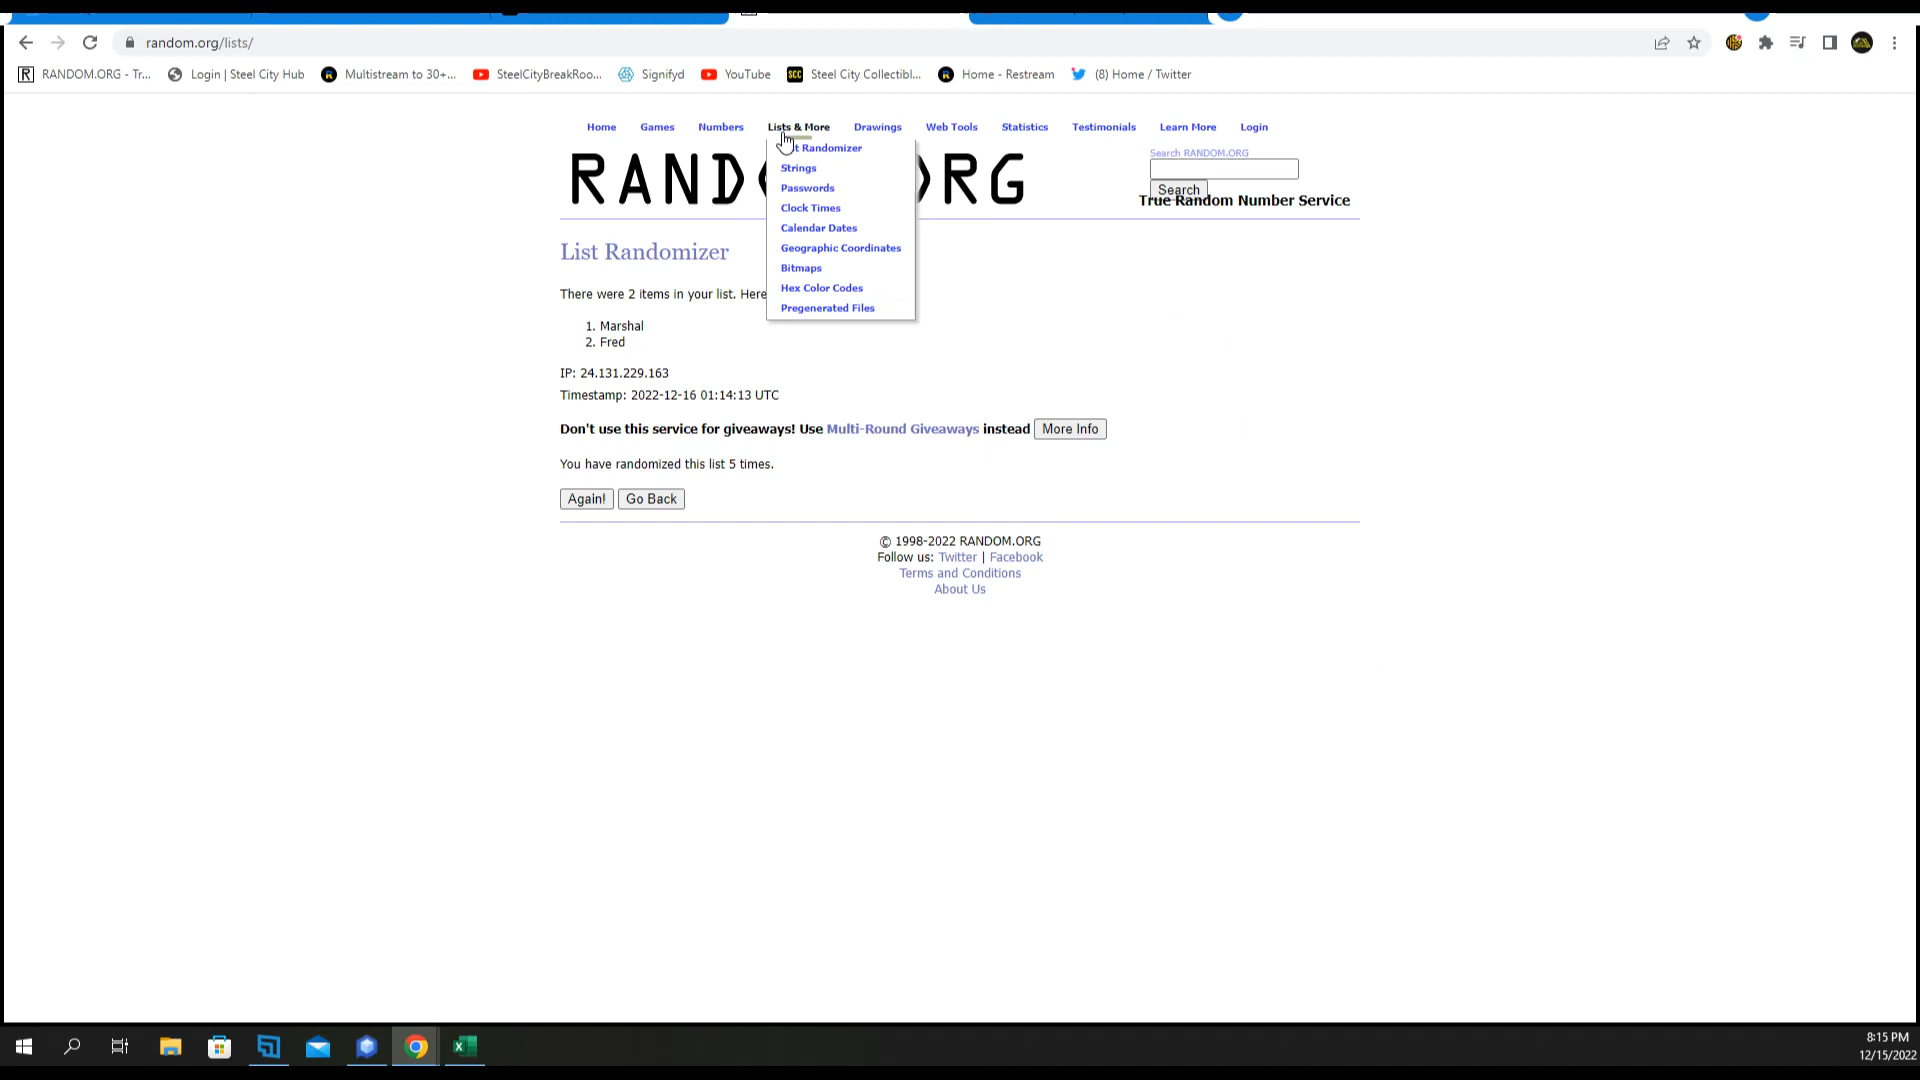 random.org/lists/
RANDOM.ORG - Tr... Login | Steel City Hub Multistream to 30+... SteelCityBreakRoo... Signifyd YouTube SCC Steel City Collectibl... Home - Restream (8) Home / Twitter
Home Games Numbers Lists & More Drawings Web Tools Statistics Testimonials Learn More Login
Randomizer
Strings
Passwords
Clock Times
Calendar Dates
Geographic Coordinates
Bitmaps
Hex Color Codes
Pregenerated Files
RAND RG
Search RANDOM.ORG
Search
True Random Number Service
List Randomizer
There were 2 items in your list. Here
1. Marshal
2. Fred
IP: 24.131.229.163
Timestamp: 2022-12-16 01:14:13 UTC
Don't use this service for giveaways! Use Multi-Round Giveaways instead More Info
You have randomized this list 5 times.
Again! Go Back
© 1998-2022 RANDOM.ORG
Follow us: Twitter | Facebook
Terms and Conditions
About Us
8:15 PM
12/15/2022